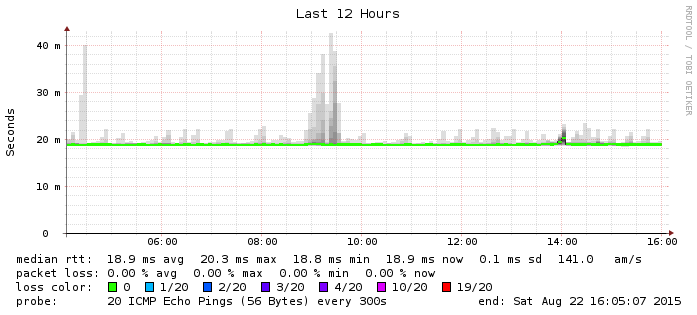 Last 12 Hours
RRDTOOL / TOBI OETIKER
Seconds
40 m
30 m
20 m
10 m
0
06:00 08:00 10:00 12:00 14:00 16:00
median rtt: 18.9 ms avg 20.3 ms max 18.8 ms min 18.9 ms now 0.1 ms sd 141.0 am/s
packet loss: 0.00 % avg 0.00 % max 0.00 % min 0.00 % now
loss color: 0 1/20 2/20 3/20 4/20 10/20 19/20
probe: 20 ICMP Echo Pings (56 Bytes) every 300s end: Sat Aug 22 16:05:07 2015